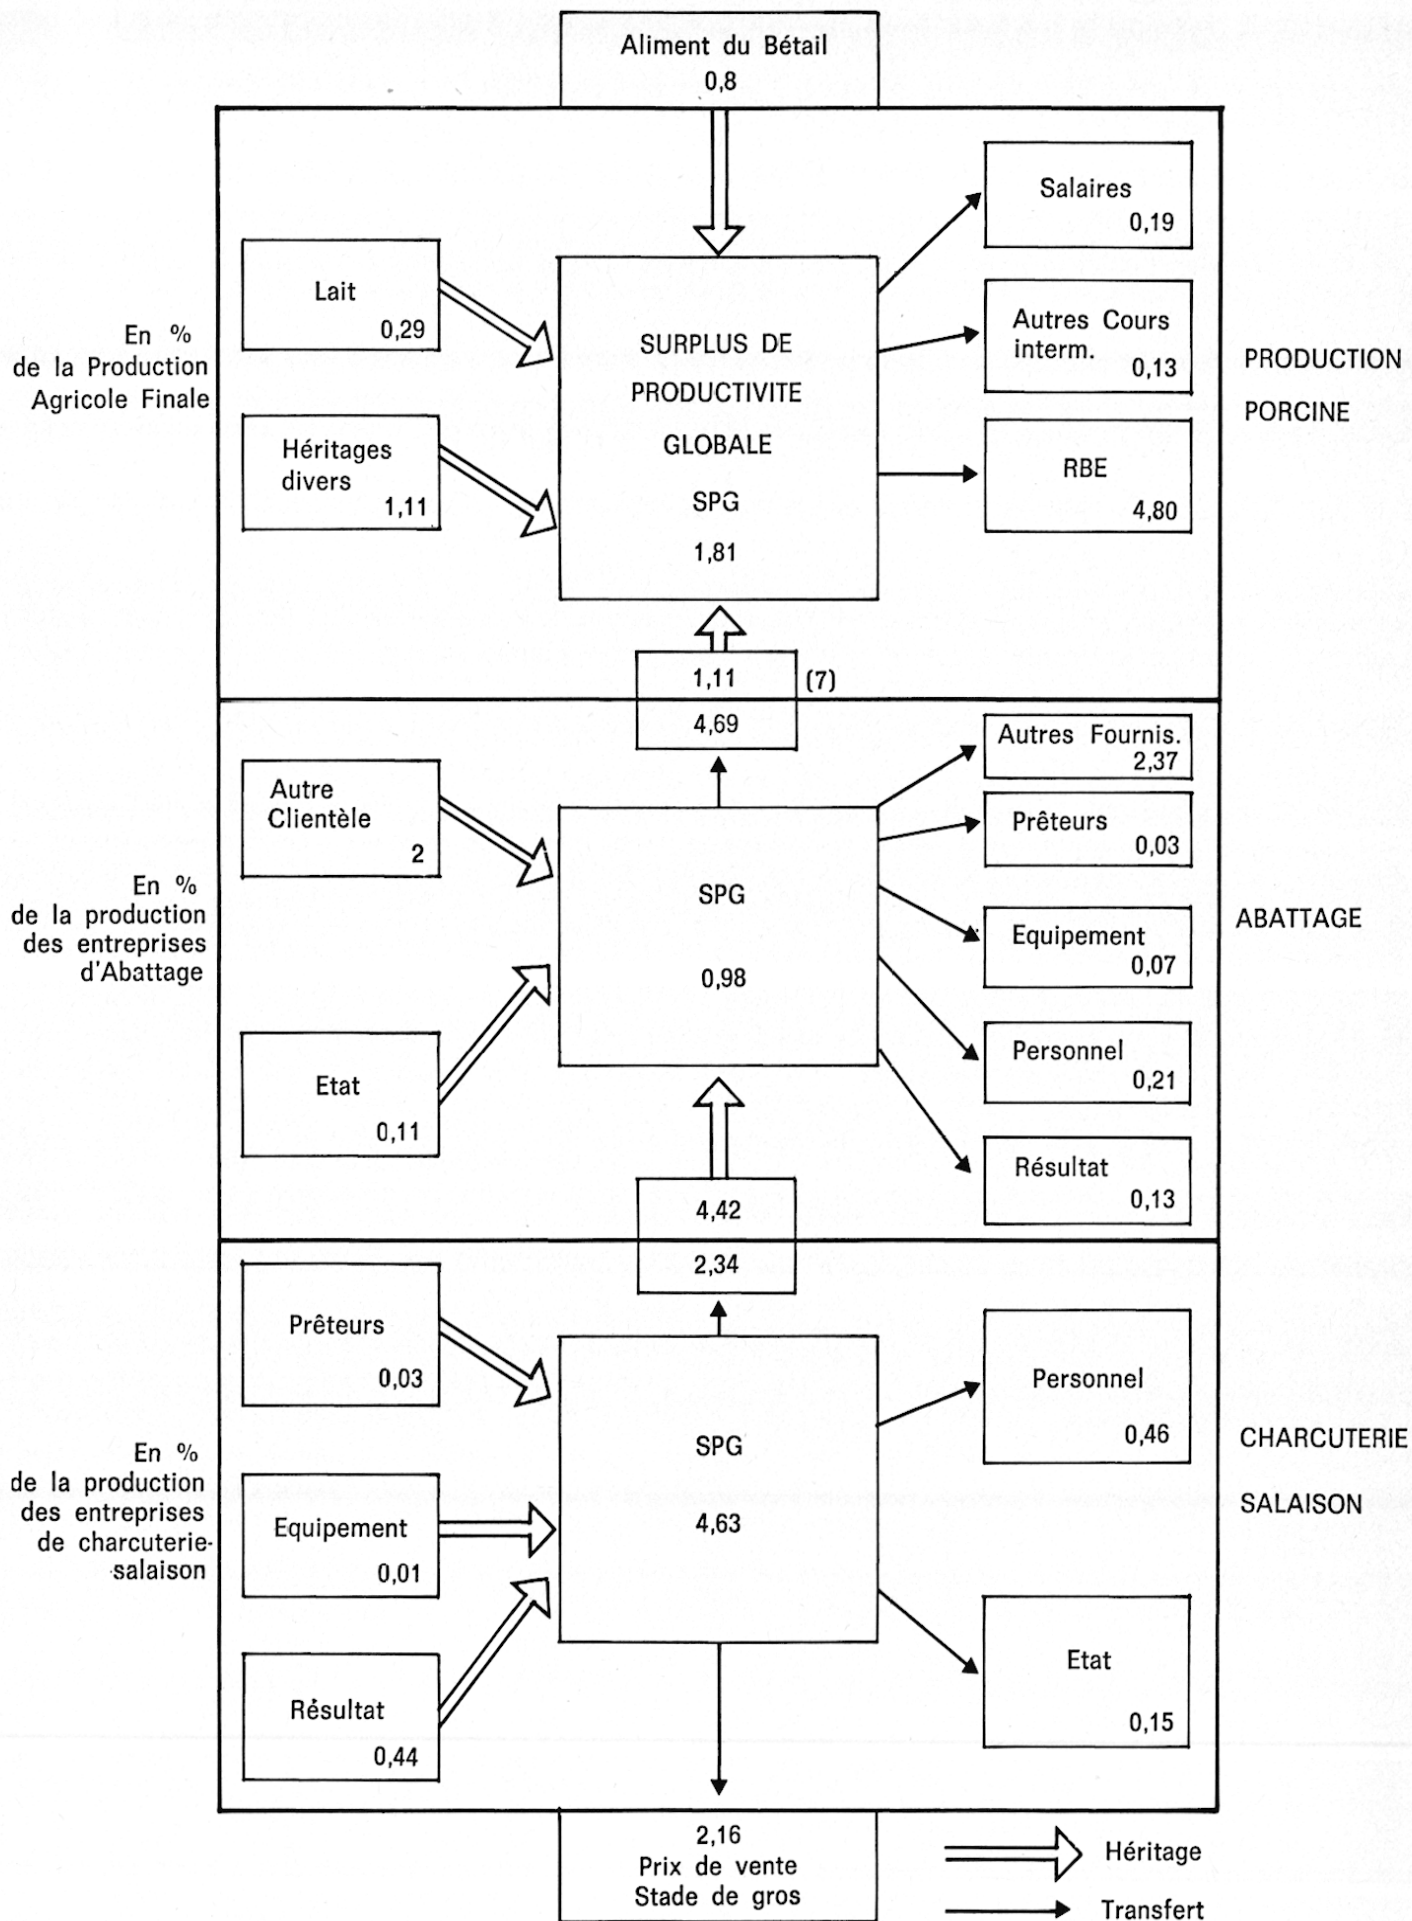 Aliment du Bétail
0,8
En %
de la Production
Agricole Finale
Lait
0,29
Héritages
divers
1,11
SURPLUS DE
PRODUCTIVITE
GLOBALE
SPG
1,81
Salaires
0,19
Autres Cours
interm.
0,13
RBE
4,80
PRODUCTION
PORCINE
1,11
(7)
4,69
En %
de la production
des entreprises
d'Abattage
Autre
Clientèle
2
Etat
0,11
SPG
0,98
Autres Fournis.
2,37
Prêteurs
0,03
Equipement
0,07
Personnel
0,21
Résultat
0,13
ABATTAGE
4,42
2,34
En %
de la production
des entreprises
de charcuterie-
salaison
Prêteurs
0,03
Equipement
0,01
Résultat
0,44
SPG
4,63
Personnel
0,46
Etat
0,15
CHARCUTERIE
SALAISON
2,16
Prix de vente
Stade de gros
Héritage
Transfert